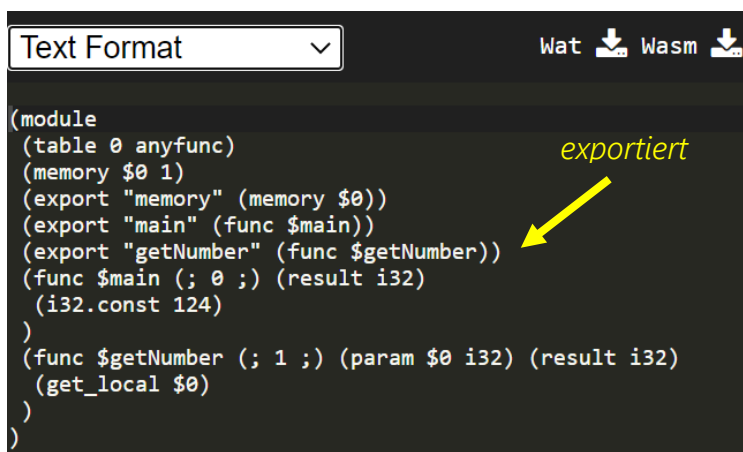 Text Format
Wat Wasm
(module
(table 0 anyfunc)
exportiert
(memory $0 1)
(export "memory" (memory $0))
(export "main" (func $main))
(export "getNumber" (func $getNumber))
(func $main (; 0 ;) (result i32)
(i32.const 124)
)
(func $getNumber (; 1 ;) (param $0 i32) (result i32)
(get_local $0)
)
)